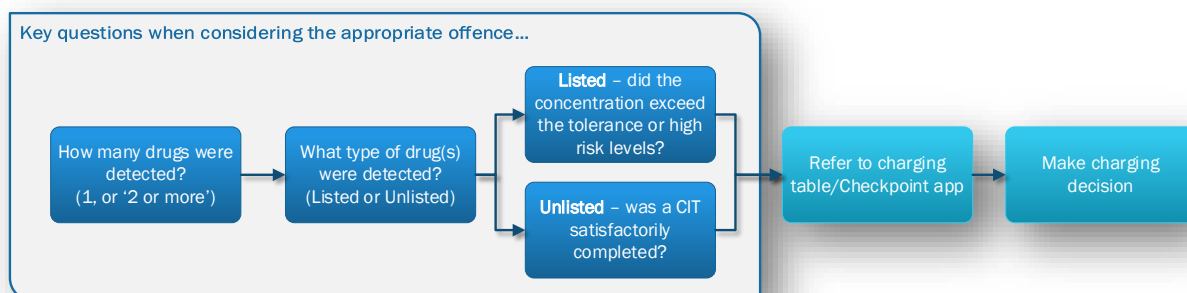 Key questions when considering the appropriate offence...
How many drugs were
detected?
(1, or ‘2 or more’)
What type of drug(s)
were detected?
(Listed or Unlisted)
Listed – did the
concentration exceed
the tolerance or high
risk levels?
Unlisted – was a CIT
satisfactorily
completed?
Refer to charging
table/Checkpoint app
Make charging
decision